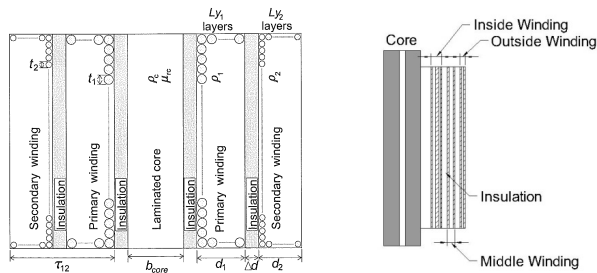 Ly1 Ly2
layers layers
t2
t1
ρc μrc
ρ1
ρ2
Secondary winding
Insulation
Primary winding
Insulation
Laminated core
Insulation
Primary winding
Insulation
Secondary winding
τ12
bcore
d1 Δd d2
Inside Winding
Core
Outside Winding
Insulation
Middle Winding